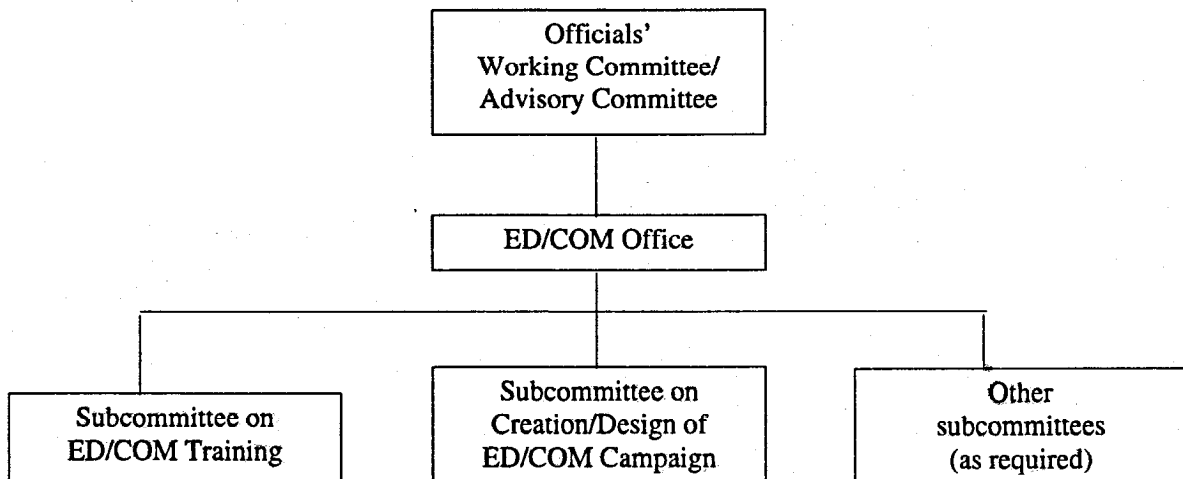 Officials’
Working Committee/
Advisory Committee
ED/COM Office
Subcommittee on
ED/COM Training
Subcommittee on
Creation/Design of
ED/COM Campaign
Other
subcommittees
(as required)